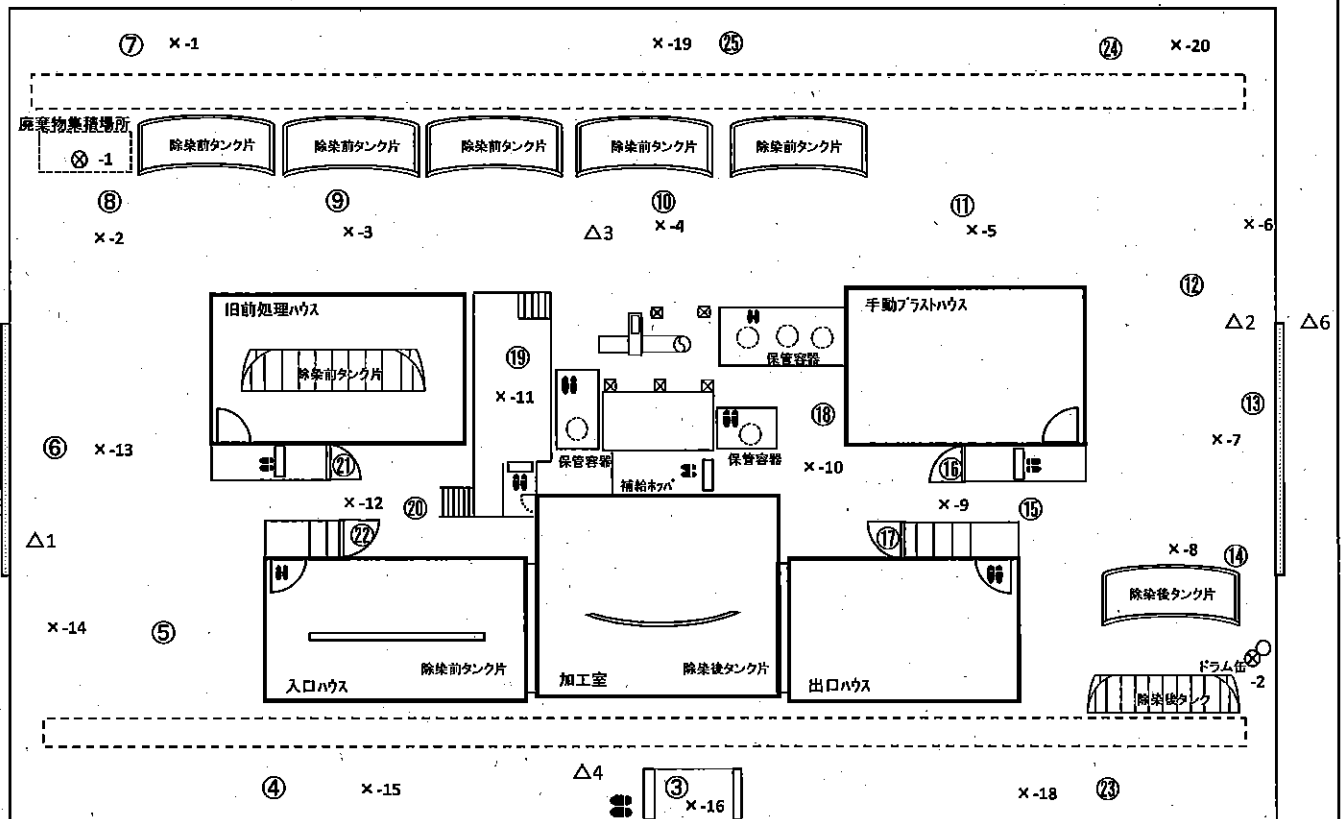 ⑦ ×-1 ×-19 ㉕ ㉔ ×-20
廃棄物集積場所
⊗ -1
除染前タンク片 除染前タンク片 除染前タンク片 除染前タンク片 除染前タンク片
⑧ ⑨ ⑩ ⑪
×-2 ×-3 △3 ×-4 ×-5 ×-6
⑫
旧前処理ハウス 手動ブラストハウス
△2 △6
⑲ 保管容器
除染前タンク片
×-11 ⑱ ⑬
⑥ ×-13 ×-7
㉑ 保管容器 保管容器 ×-10 ⑯
補給ホッパ
×-12 ⑳ ×-9 ⑮
△1 ㉒ ⑰
×-8 ⑭
除染後タンク片
×-14 ⑤
除染前タンク片 除染後タンク片 ドラム缶
入口ハウス 加工室 出口ハウス -2
除染後タンク
△4
④ ×-15 ③ ×-16 ×-18 ㉓